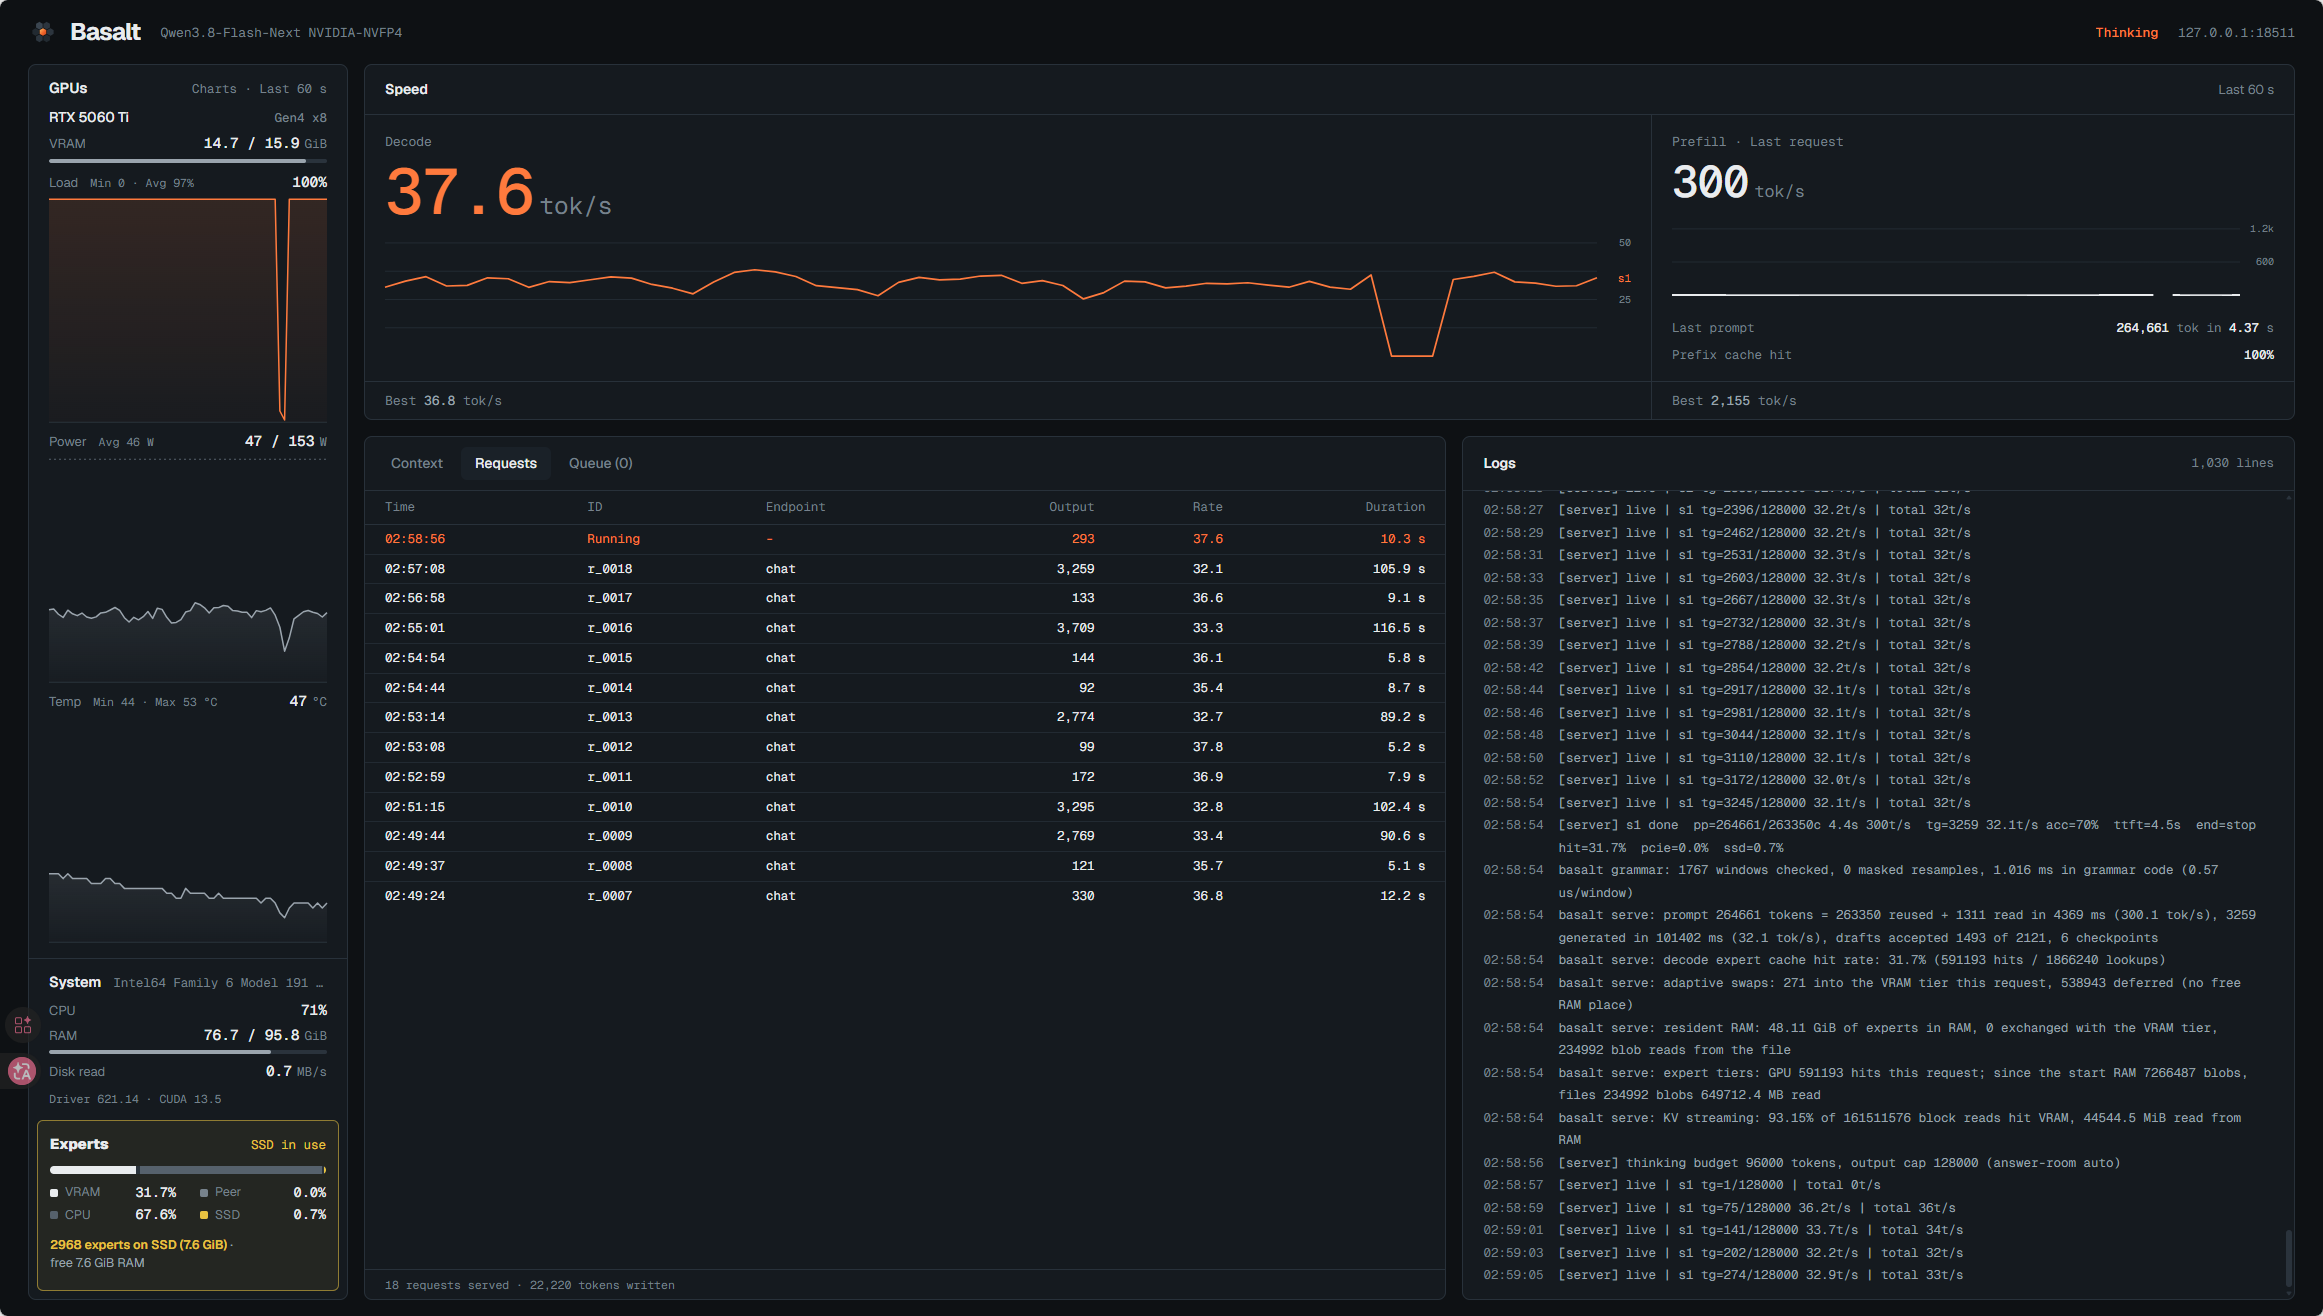 Basalt Qwen3.8-Flash-Next NVIDIA-NVFP4
Thinking 127.0.0.1:18511
GPUs Charts · Last 60 s
RTX 5060 Ti Gen4 x8
VRAM 14.7 / 15.9 GiB
Load Min 0 · Avg 97% 100%
Power Avg 46 W 47 / 153 W
Temp Min 44 · Max 53 °C 47 °C
System Intel64 Family 6 Model 191 …
CPU 71%
RAM 76.7 / 95.8 GiB
Disk read 0.7 MB/s
Driver 621.14 · CUDA 13.5
Experts SSD in use
VRAM 31.7% Peer 0.0%
CPU 67.6% SSD 0.7%
2968 experts on SSD (7.6 GiB) ·
free 7.6 GiB RAM
Speed Last 60 s
Decode
37.6 tok/s
50
s1
25
Best 36.8 tok/s
Prefill · Last request
300 tok/s
1.2k
600
Last prompt 264,661 tok in 4.37 s
Prefix cache hit 100%
Best 2,155 tok/s
Context Requests Queue (0)
Time ID Endpoint Output Rate Duration
02:58:56 Running – 293 37.6 10.3 s
02:57:08 r_0018 chat 3,259 32.1 105.9 s
02:56:58 r_0017 chat 133 36.6 9.1 s
02:55:01 r_0016 chat 3,709 33.3 116.5 s
02:54:54 r_0015 chat 144 36.1 5.8 s
02:54:44 r_0014 chat 92 35.4 8.7 s
02:53:14 r_0013 chat 2,774 32.7 89.2 s
02:53:08 r_0012 chat 99 37.8 5.2 s
02:52:59 r_0011 chat 172 36.9 7.9 s
02:51:15 r_0010 chat 3,295 32.8 102.4 s
02:49:44 r_0009 chat 2,769 33.4 90.6 s
02:49:37 r_0008 chat 121 35.7 5.1 s
02:49:24 r_0007 chat 330 36.8 12.2 s
18 requests served · 22,220 tokens written
Logs 1,030 lines
02:58:27 [server] live | s1 tg=2396/128000 32.2t/s | total 32t/s
02:58:29 [server] live | s1 tg=2462/128000 32.2t/s | total 32t/s
02:58:31 [server] live | s1 tg=2531/128000 32.3t/s | total 32t/s
02:58:33 [server] live | s1 tg=2603/128000 32.3t/s | total 32t/s
02:58:35 [server] live | s1 tg=2667/128000 32.3t/s | total 32t/s
02:58:37 [server] live | s1 tg=2732/128000 32.3t/s | total 32t/s
02:58:39 [server] live | s1 tg=2788/128000 32.2t/s | total 32t/s
02:58:42 [server] live | s1 tg=2854/128000 32.2t/s | total 32t/s
02:58:44 [server] live | s1 tg=2917/128000 32.1t/s | total 32t/s
02:58:46 [server] live | s1 tg=2981/128000 32.1t/s | total 32t/s
02:58:48 [server] live | s1 tg=3044/128000 32.1t/s | total 32t/s
02:58:50 [server] live | s1 tg=3110/128000 32.1t/s | total 32t/s
02:58:52 [server] live | s1 tg=3172/128000 32.0t/s | total 32t/s
02:58:54 [server] live | s1 tg=3245/128000 32.1t/s | total 32t/s
02:58:54 [server] s1 done pp=264661/263350c 4.4s 300t/s tg=3259 32.1t/s acc=70% ttft=4.5s end=stop
hit=31.7% pcie=0.0% ssd=0.7%
02:58:54 basalt grammar: 1767 windows checked, 0 masked resamples, 1.016 ms in grammar code (0.57
us/window)
02:58:54 basalt serve: prompt 264661 tokens = 263350 reused + 1311 read in 4369 ms (300.1 tok/s), 3259
generated in 101402 ms (32.1 tok/s), drafts accepted 1493 of 2121, 6 checkpoints
02:58:54 basalt serve: decode expert cache hit rate: 31.7% (591193 hits / 1866240 lookups)
02:58:54 basalt serve: adaptive swaps: 271 into the VRAM tier this request, 538943 deferred (no free
RAM place)
02:58:54 basalt serve: resident RAM: 48.11 GiB of experts in RAM, 0 exchanged with the VRAM tier,
234992 blob reads from the file
02:58:54 basalt serve: expert tiers: GPU 591193 hits this request; since the start RAM 7266487 blobs,
files 234992 blobs 649712.4 MB read
02:58:54 basalt serve: KV streaming: 93.15% of 161511576 block reads hit VRAM, 44544.5 MiB read from
RAM
02:58:56 [server] thinking budget 96000 tokens, output cap 128000 (answer-room auto)
02:58:57 [server] live | s1 tg=1/128000 | total 0t/s
02:58:59 [server] live | s1 tg=75/128000 36.2t/s | total 36t/s
02:59:01 [server] live | s1 tg=141/128000 33.7t/s | total 34t/s
02:59:03 [server] live | s1 tg=202/128000 32.2t/s | total 32t/s
02:59:05 [server] live | s1 tg=274/128000 32.9t/s | total 33t/s